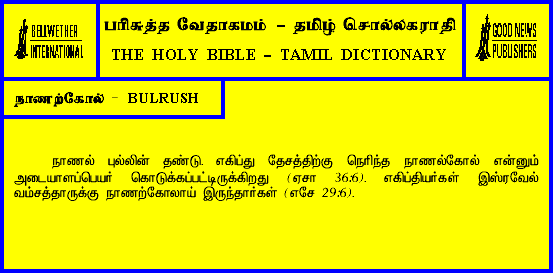 BELLWETHER
INTERNATIONAL
பரிசுத்த வேதாகமம் - தமிழ் சொல்லகராதி
THE HOLY BIBLE - TAMIL DICTIONARY
GOOD NEWS
PUBLISHERS
நாணற்கோல் - BULRUSH
நாணல் புல்லின் தண்டு. எகிப்து தேசத்திற்கு நெரிந்த நாணல்கோல் என்னும்
அடையாளப்பெயர் கொடுக்கப்பட்டிருக்கிறது (ஏசா 36:6). எகிப்தியர்கள் இஸ்ரவேல்
வம்சத்தாருக்கு நாணற்கோலாய் இருந்தார்கள் (எசே 29:6).